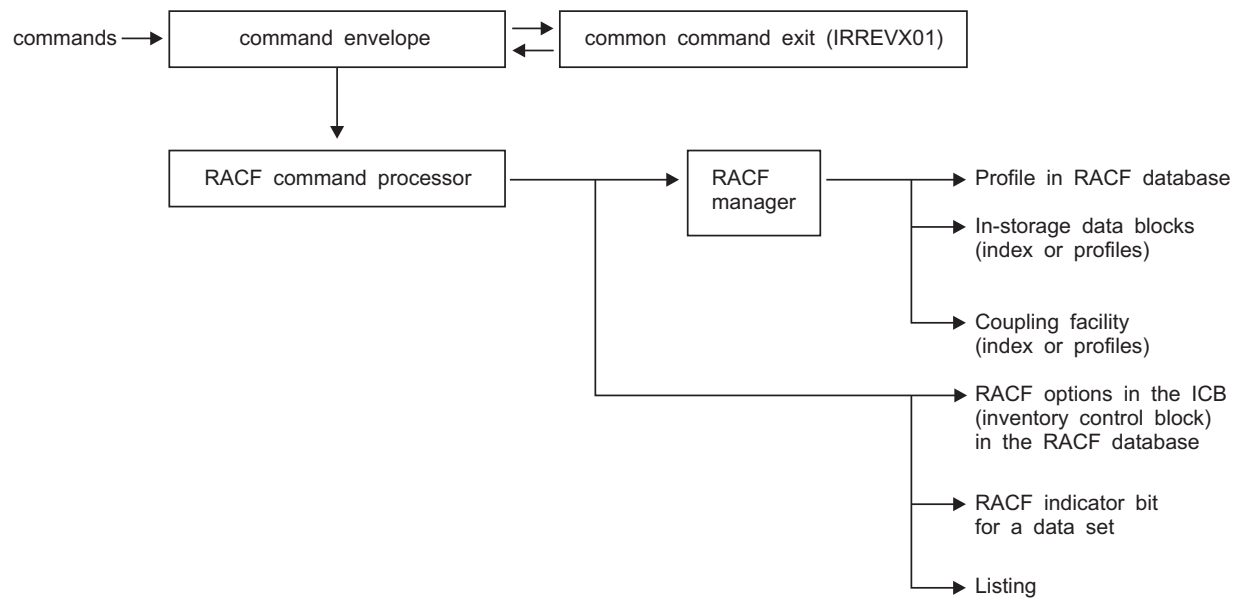 commands
command envelope
common command exit (IRREVX01)
RACF command processor
RACF
manager
Profile in RACF database
In-storage data blocks
(index or profiles)
Coupling facility
(index or profiles)
RACF options in the ICB
(inventory control block)
in the RACF database
RACF indicator bit
for a data set
Listing